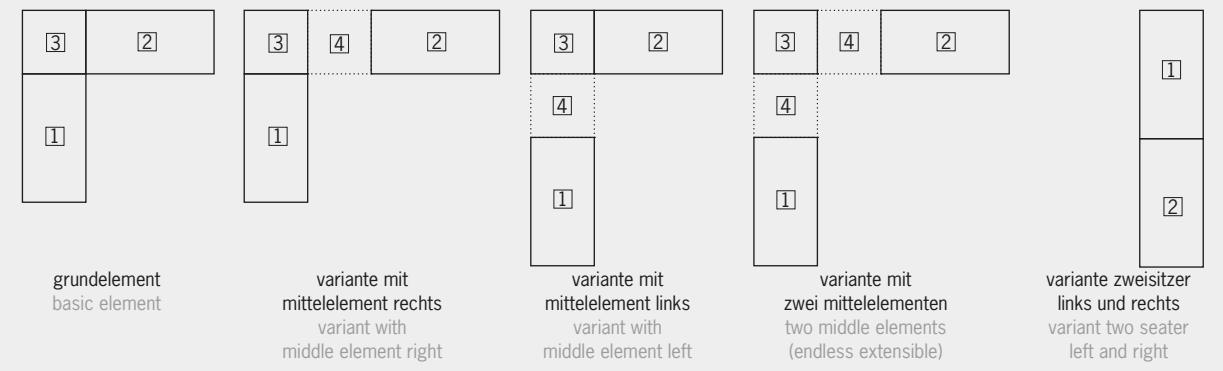 3 2
1
grundelement
basic element
3 4 2
1
variante mit
mittelelement rechts
variant with
middle element right
3 2
4
1
variante mit
mittelelement links
variant with
middle element left
3 4 2
4
1
variante mit
zwei mittelelementen
two middle elements
(endless extensible)
1
2
variante zweisitzer
links und rechts
variant two seater
left and right